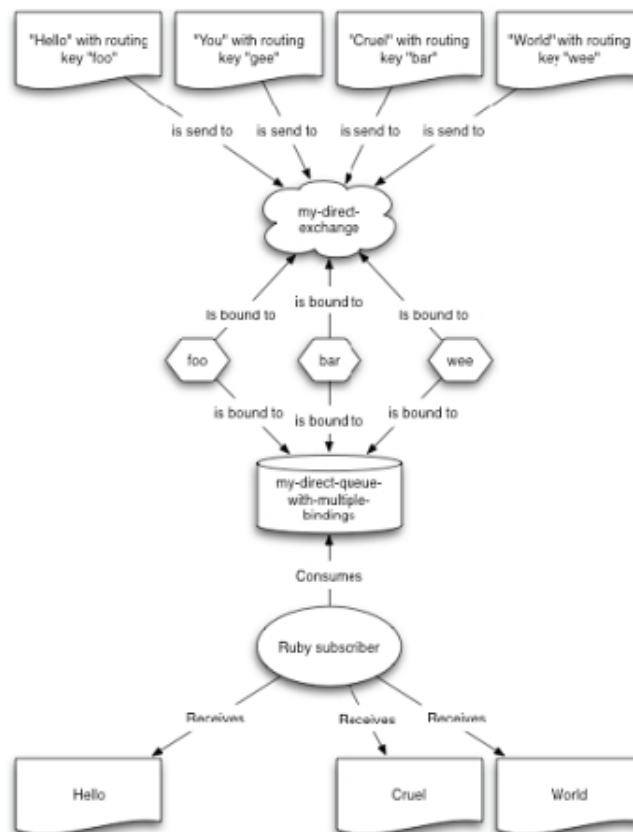 "Hello" with routing
key "foo"
"You" with routing
key "gee"
"Cruel" with routing
key "bar"
"World" with routing
key "wee"
is send to
is send to
is send to
is send to
my-direct-
exchange
Is bound to
is bound to
Is bound to
foo
bar
wee
is bound to
is bound to
is bound to
my-direct-queue-
with-multiple-
bindings
Consumes
Ruby subscriber
Receives
Receives
Receives
Hello
Cruel
World